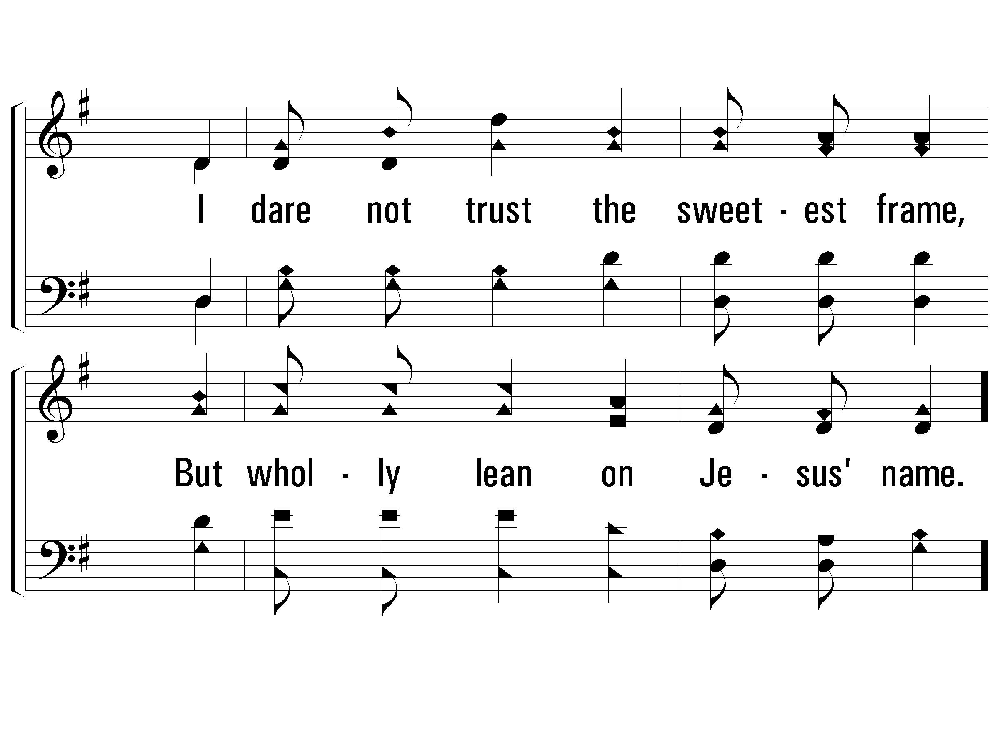 I dare not trust the sweet - est frame,
But whol - ly lean on Je - sus' name.